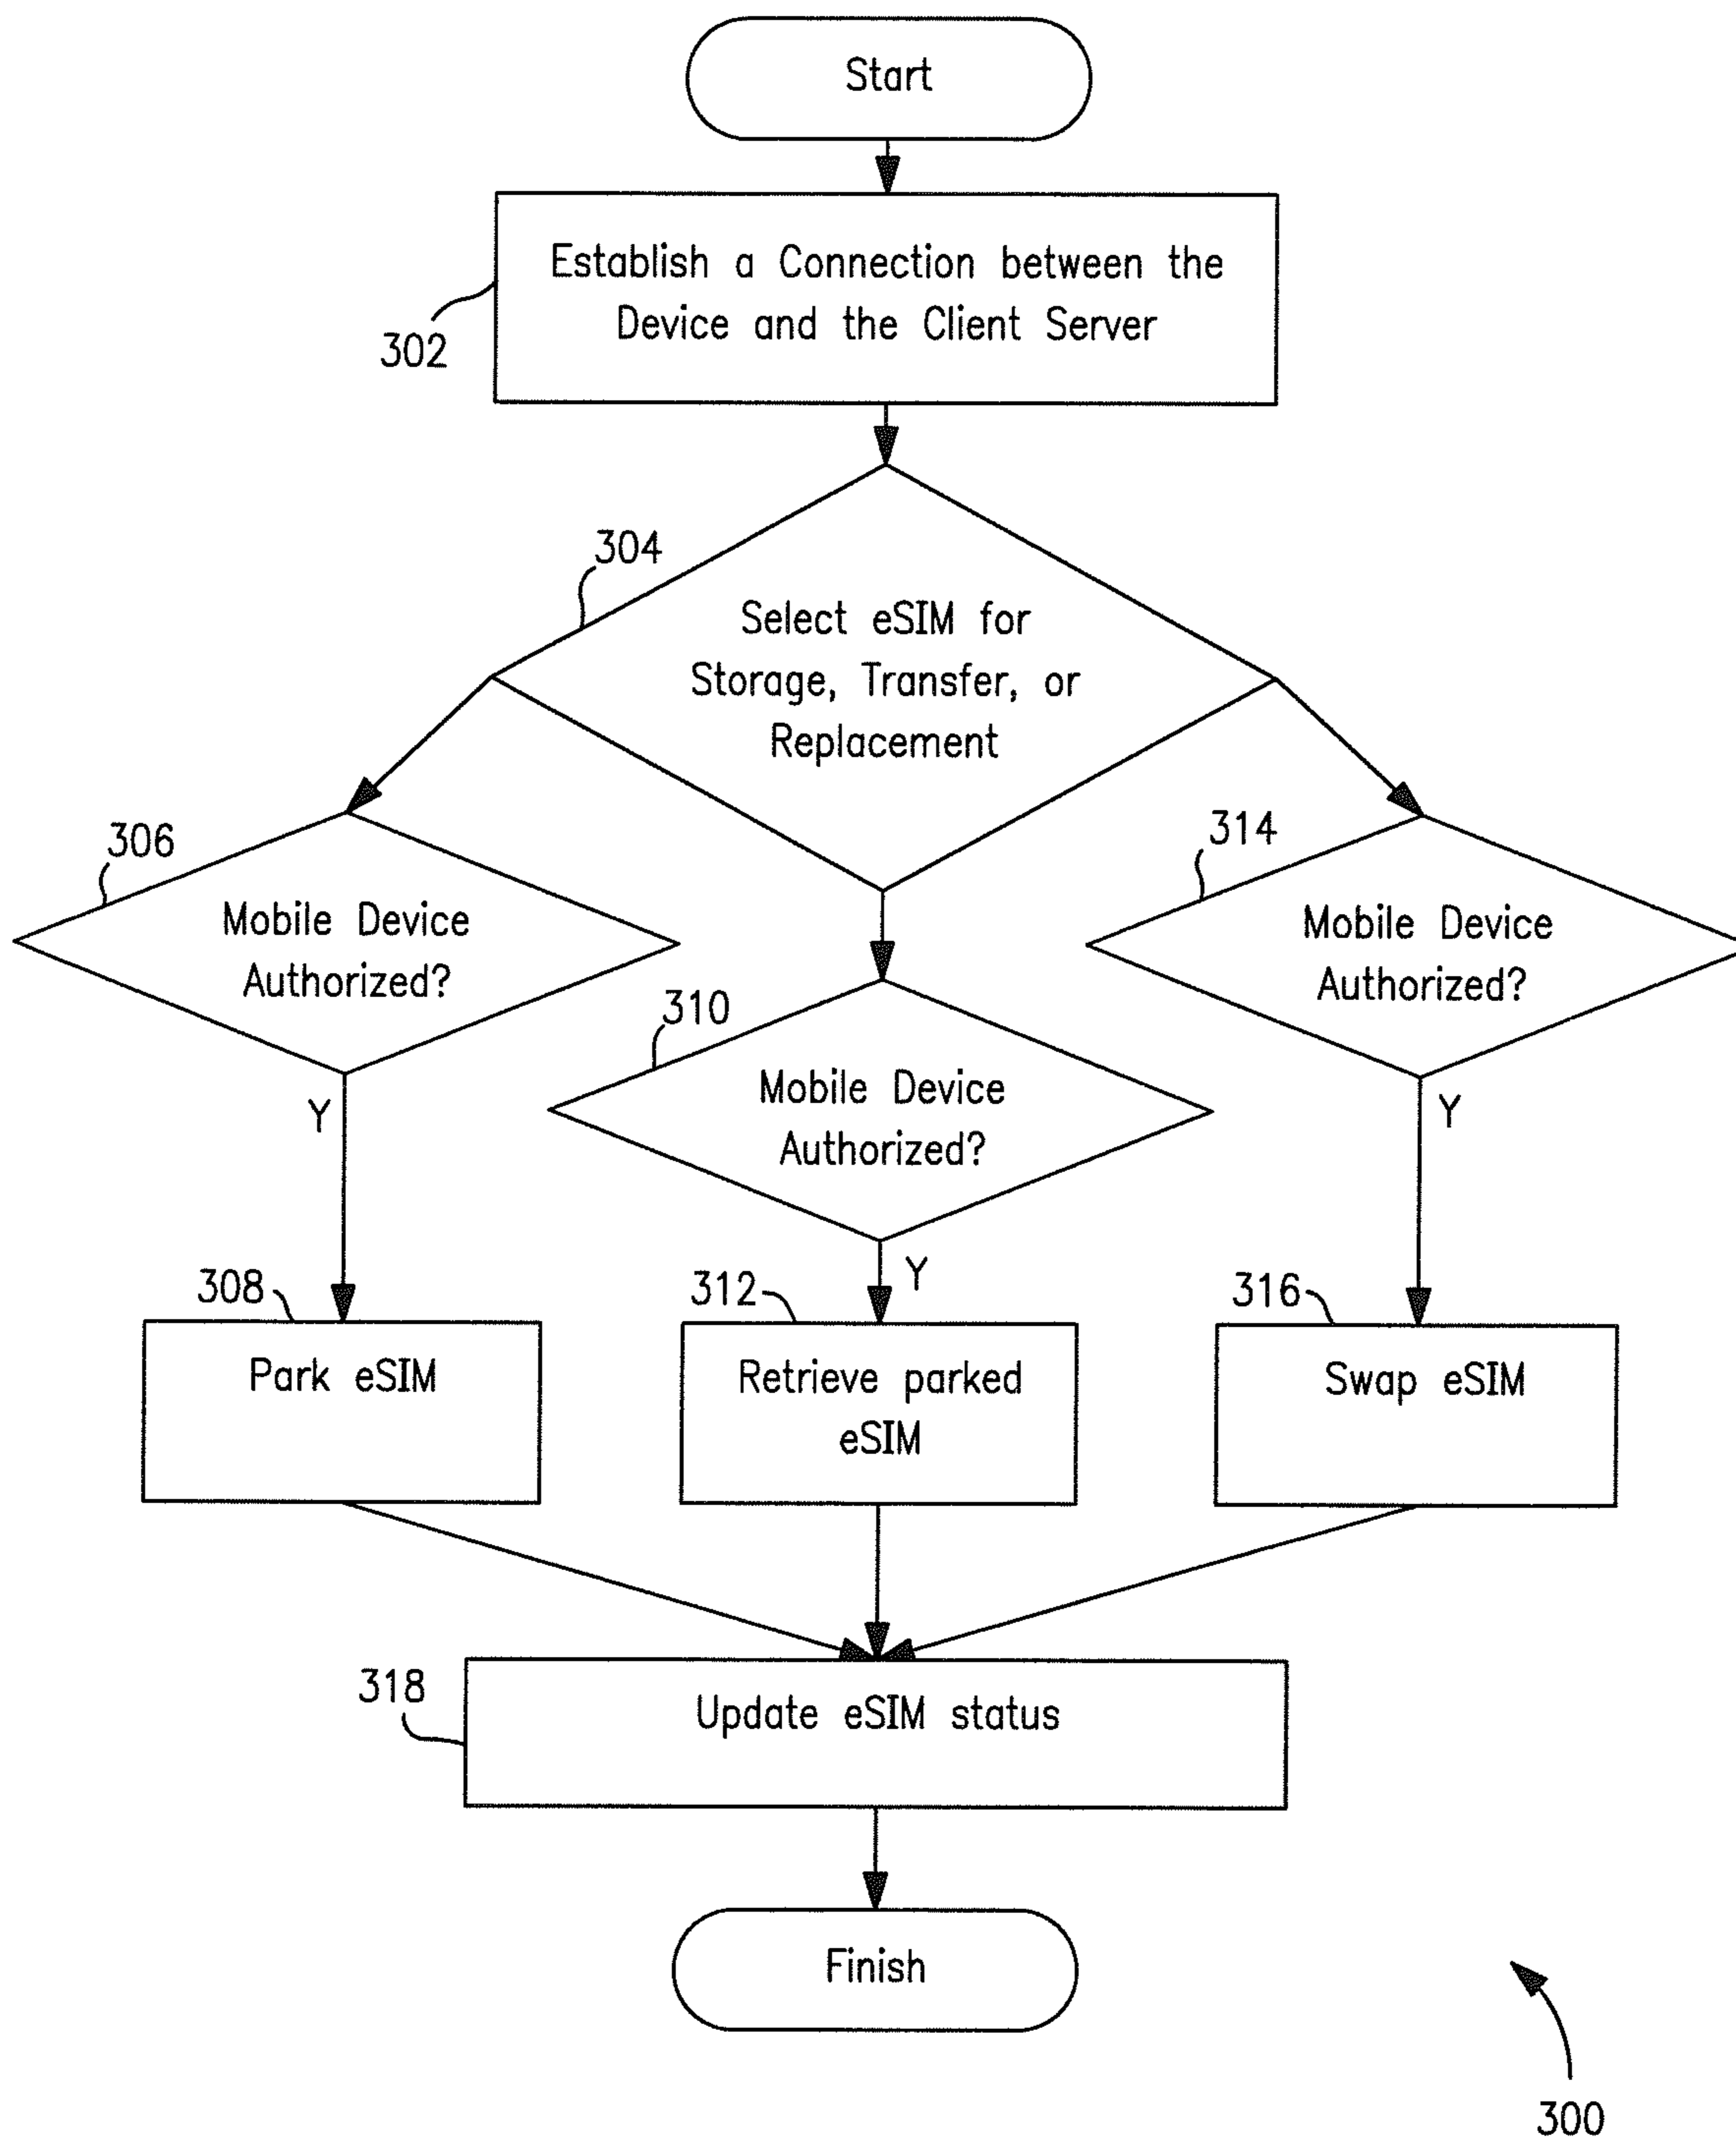 Start
Establish a Connection between the
Device and the Client Server
302
304
Select eSIM for
Storage, Transfer, or
Replacement
306
Mobile Device
Authorized?
314
Mobile Device
Authorized?
310
Mobile Device
Authorized?
Y
Y
Y
308
Park eSIM
312
Retrieve parked
eSIM
316
Swap eSIM
318
Update eSIM status
Finish
300